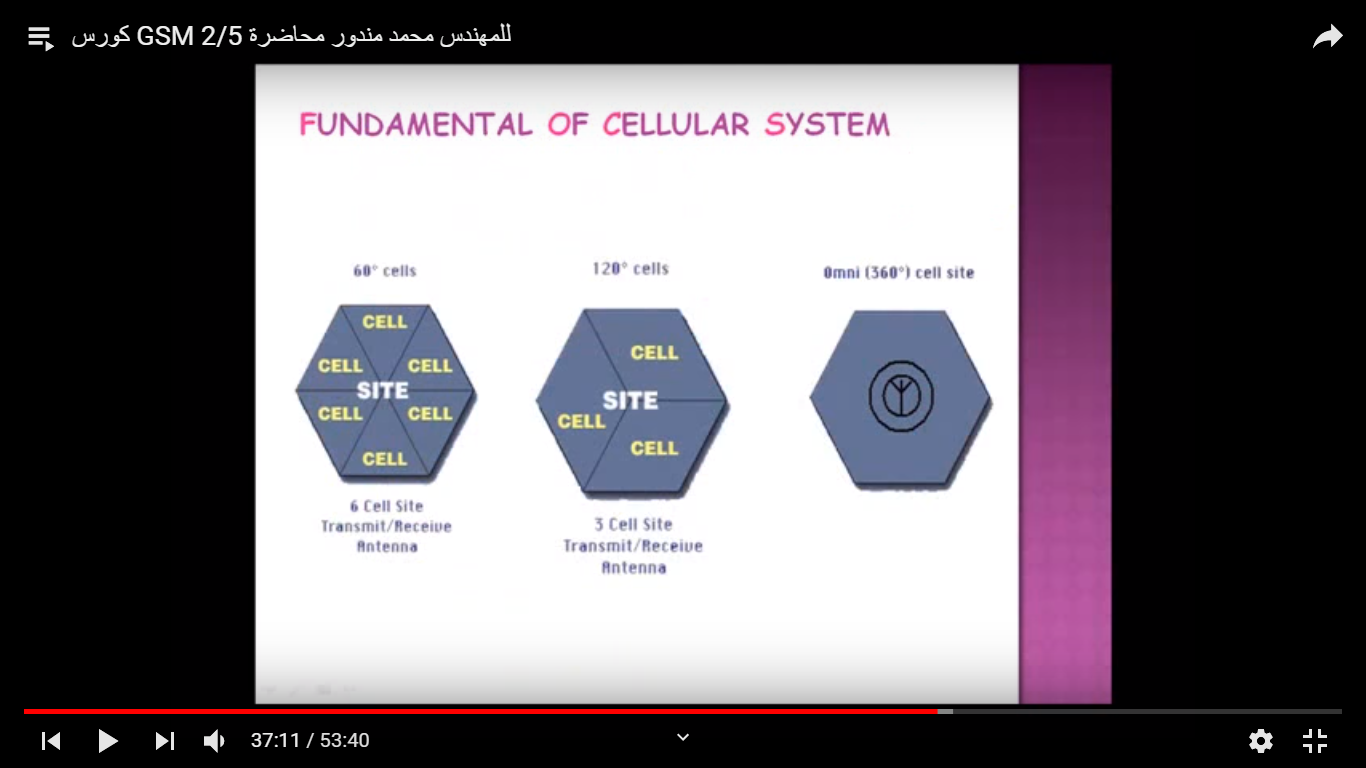 كورس GSM 2/5 للمهندس محمد مندور محاضرة
FUNDAMENTAL OF CELLULAR SYSTEM
60° cells
CELL
CELL CELL
SITE
CELL CELL
CELL
6 Cell Site
Transmit/Receive
Antenna
120° cells
CELL
SITE
CELL
CELL
3 Cell Site
Transmit/Receive
Antenna
Omni (360°) cell site
37:11 / 53:40